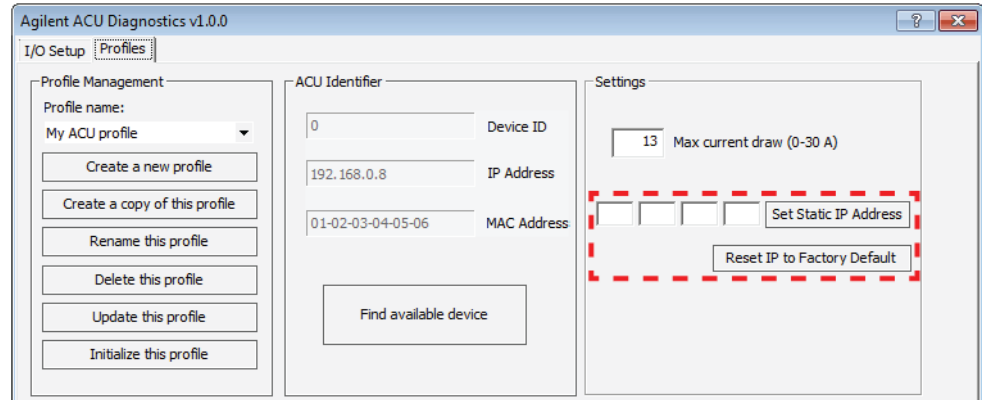 Agilent ACU Diagnostics v1.0.0
?
I/O Setup Profiles
Profile Management
Profile name:
My ACU profile
Create a new profile
Create a copy of this profile
Rename this profile
Delete this profile
Update this profile
Initialize this profile
ACU Identifier
0 Device ID
192.168.0.8 IP Address
01-02-03-04-05-06 MAC Address
Find available device
Settings
13 Max current draw (0-30 A)
Set Static IP Address
Reset IP to Factory Default